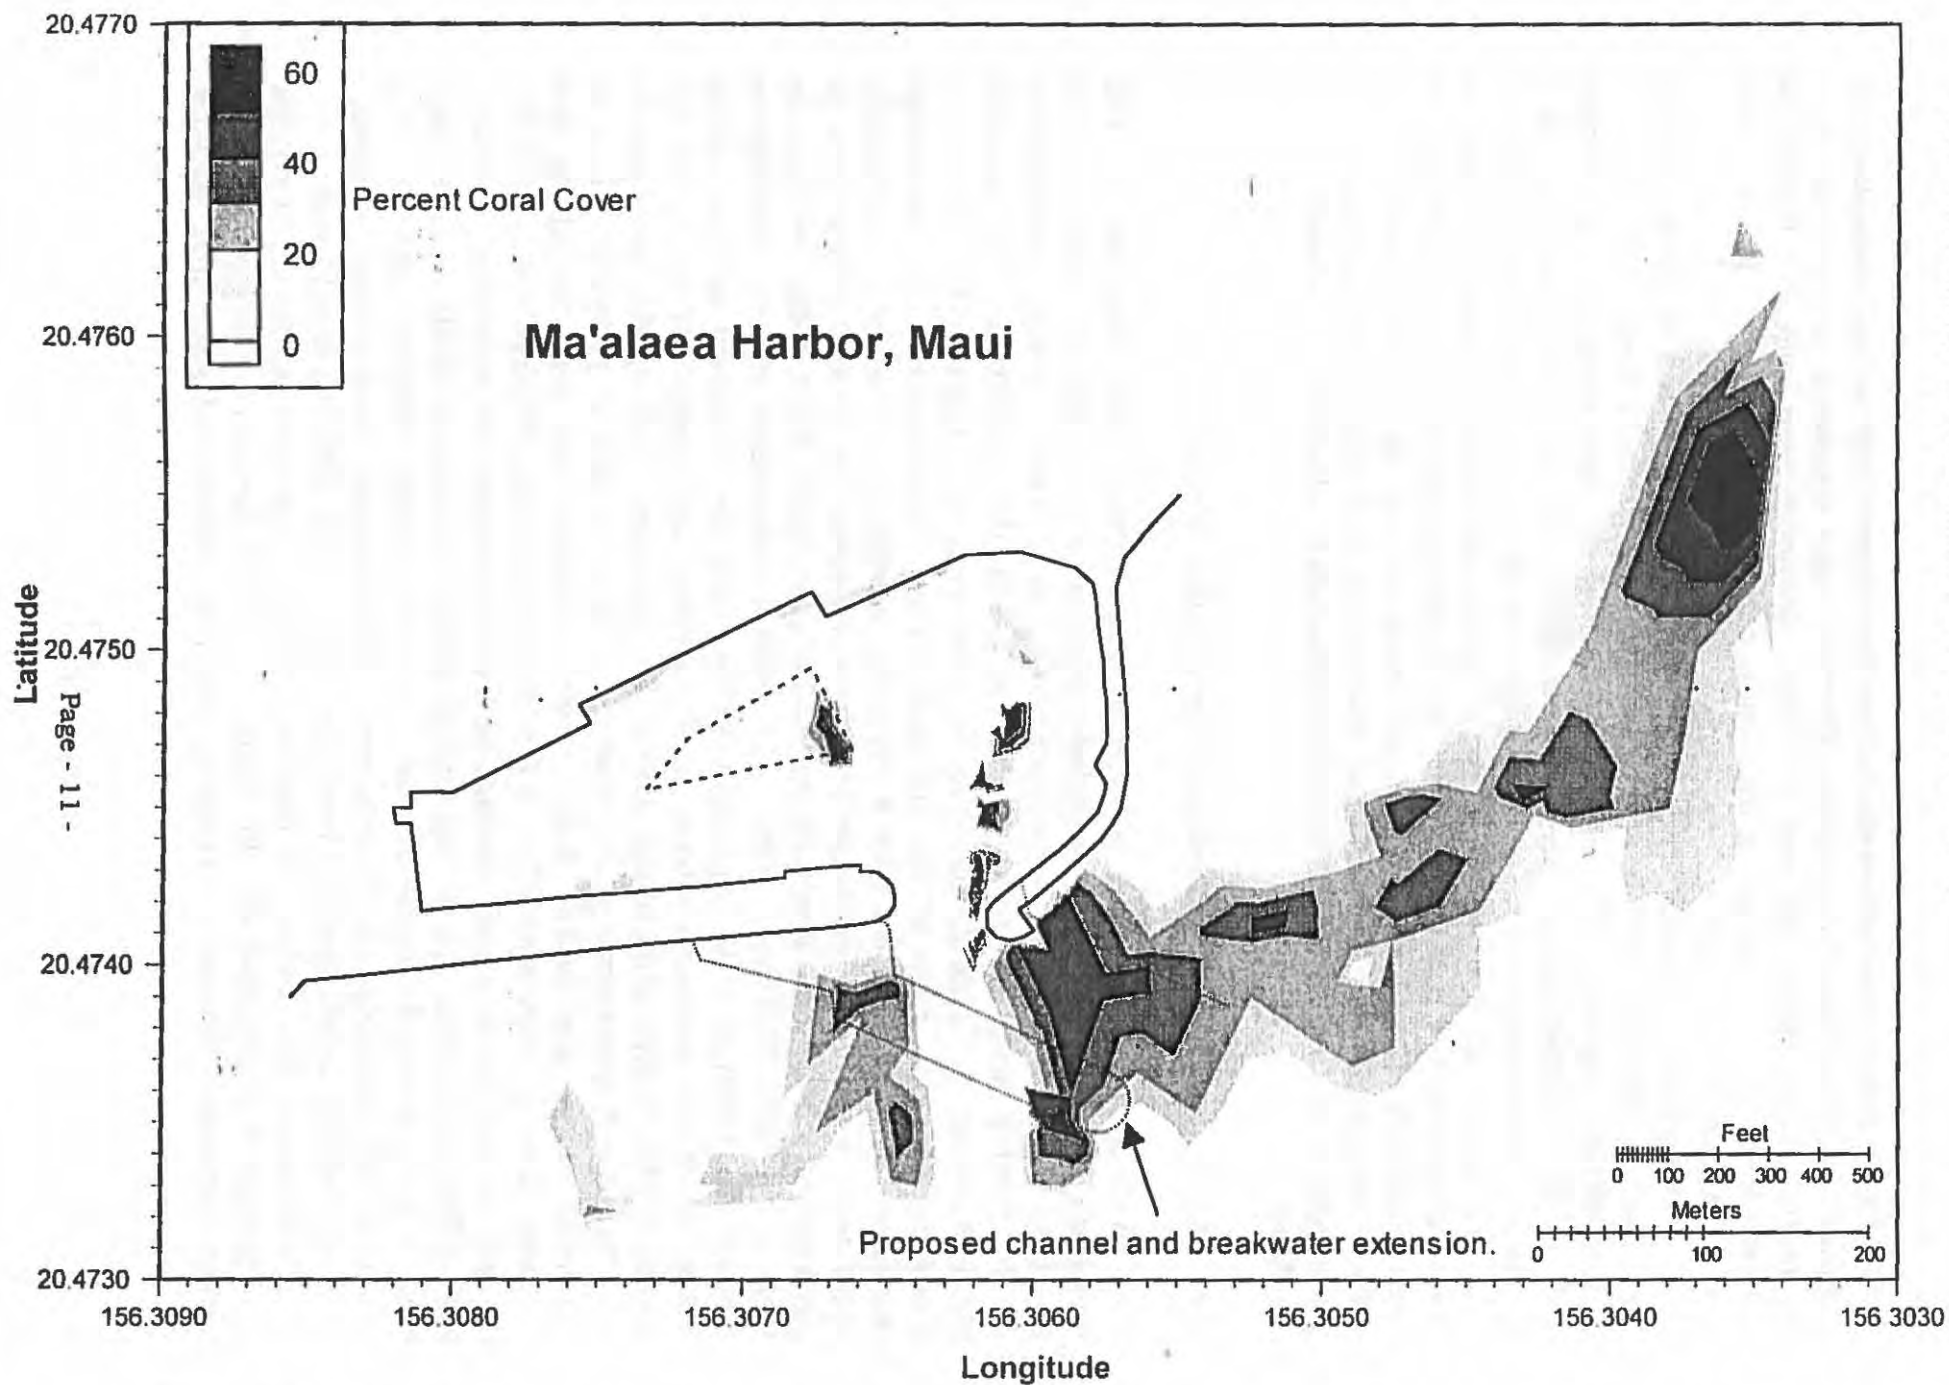 20.4770
60
40
Percent Coral Cover
20
0
Ma'alaea Harbor, Maui
20.4760
20.4750
20.4740
20.4730
Latitude
Page - 11 -
Feet
0 100 200 300 400 500
Meters
0 100 200
Proposed channel and breakwater extension.
156.3090 156.3080 156.3070 156.3060 156.3050 156.3040 156.3030
Longitude